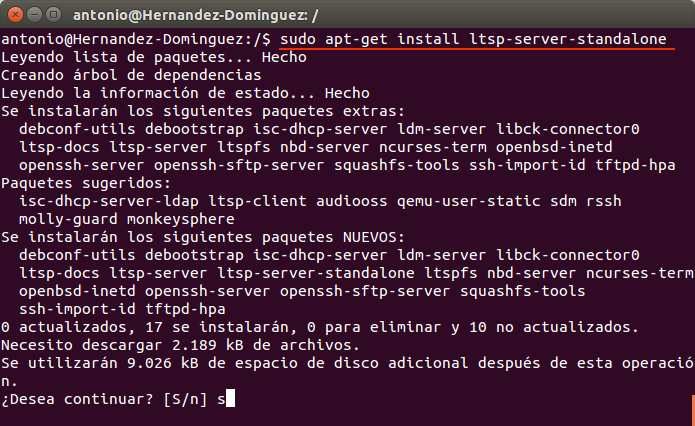 antonio@Hernandez-Dominguez: /
antonio@Hernandez-Dominguez:/$ sudo apt-get install ltsp-server-standalone
Leyendo lista de paquetes... Hecho
Creando árbol de dependencias
Leyendo la información de estado... Hecho
Se instalarán los siguientes paquetes extras:
  debconf-utils debootstrap isc-dhcp-server ldm-server libck-connector0
  ltsp-docs ltsp-server ltspfs nbd-server ncurses-term openbsd-inetd
  openssh-server openssh-sftp-server squashfs-tools ssh-import-id tftpd-hpa
Paquetes sugeridos:
  isc-dhcp-server-ldap ltsp-client audiooss qemu-user-static sdm rssh
  molly-guard monkeysphere
Se instalarán los siguientes paquetes NUEVOS:
  debconf-utils debootstrap isc-dhcp-server ldm-server libck-connector0
  ltsp-docs ltsp-server ltsp-server-standalone ltspfs nbd-server ncurses-term
  openbsd-inetd openssh-server openssh-sftp-server squashfs-tools
  ssh-import-id tftpd-hpa
0 actualizados, 17 se instalarán, 0 para eliminar y 10 no actualizados.
Necesito descargar 2.189 kB de archivos.
Se utilizarán 9.026 kB de espacio de disco adicional después de esta operació
n.
¿Desea continuar? [S/n] s